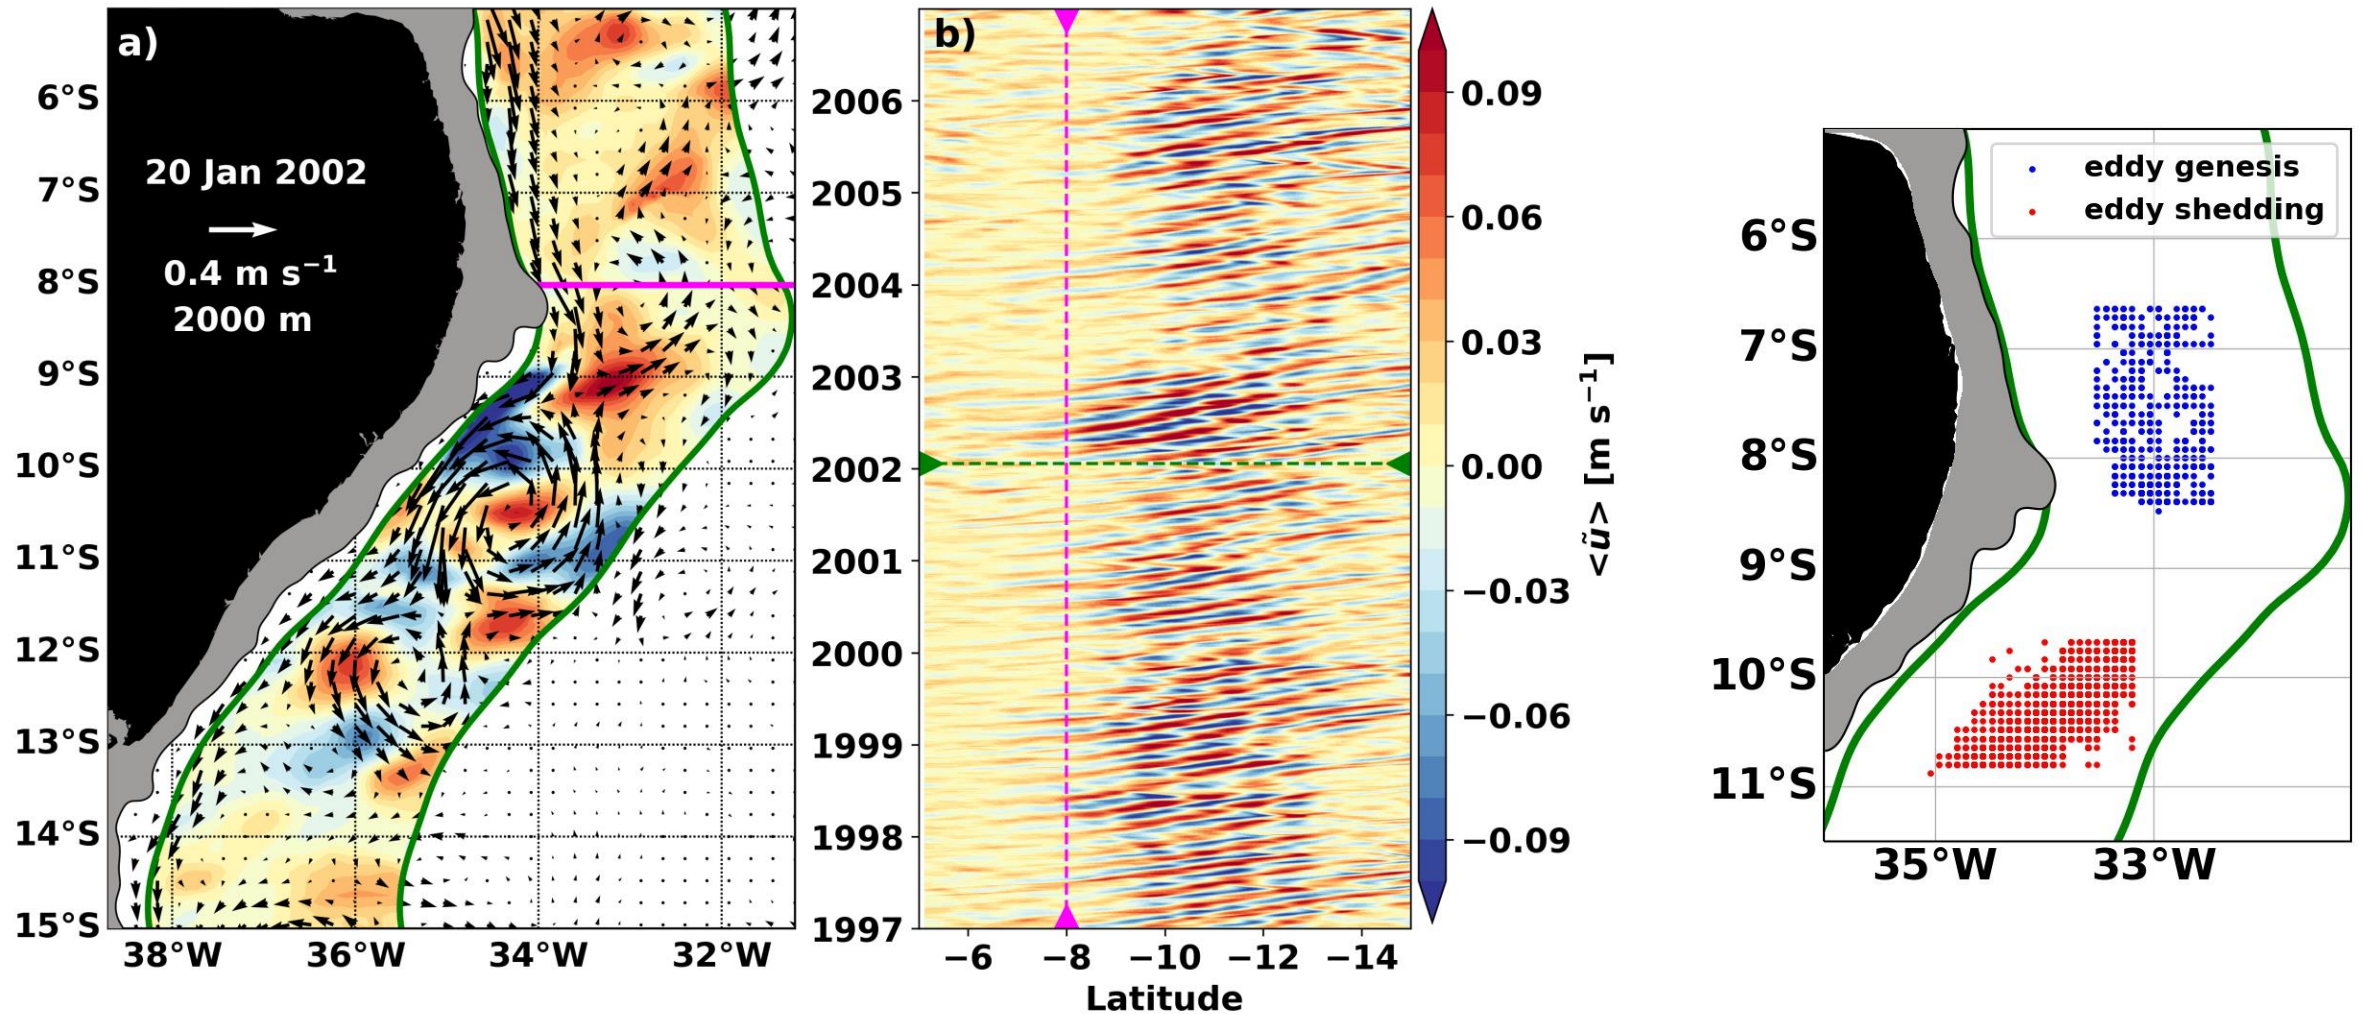 a)
20 Jan 2002
0.4 m s⁻¹
2000 m
6°S
7°S
8°S
9°S
10°S
11°S
12°S
13°S
14°S
15°S
38°W 36°W 34°W 32°W
b)
2006
2005
2004
2003
2002
2001
2000
1999
1998
1997
−6 −8 −10 −12 −14
Latitude
0.09
0.06
0.03
0.00
−0.03
−0.06
−0.09
<ũ> [m s⁻¹]
eddy genesis
eddy shedding
6°S
7°S
8°S
9°S
10°S
11°S
35°W 33°W